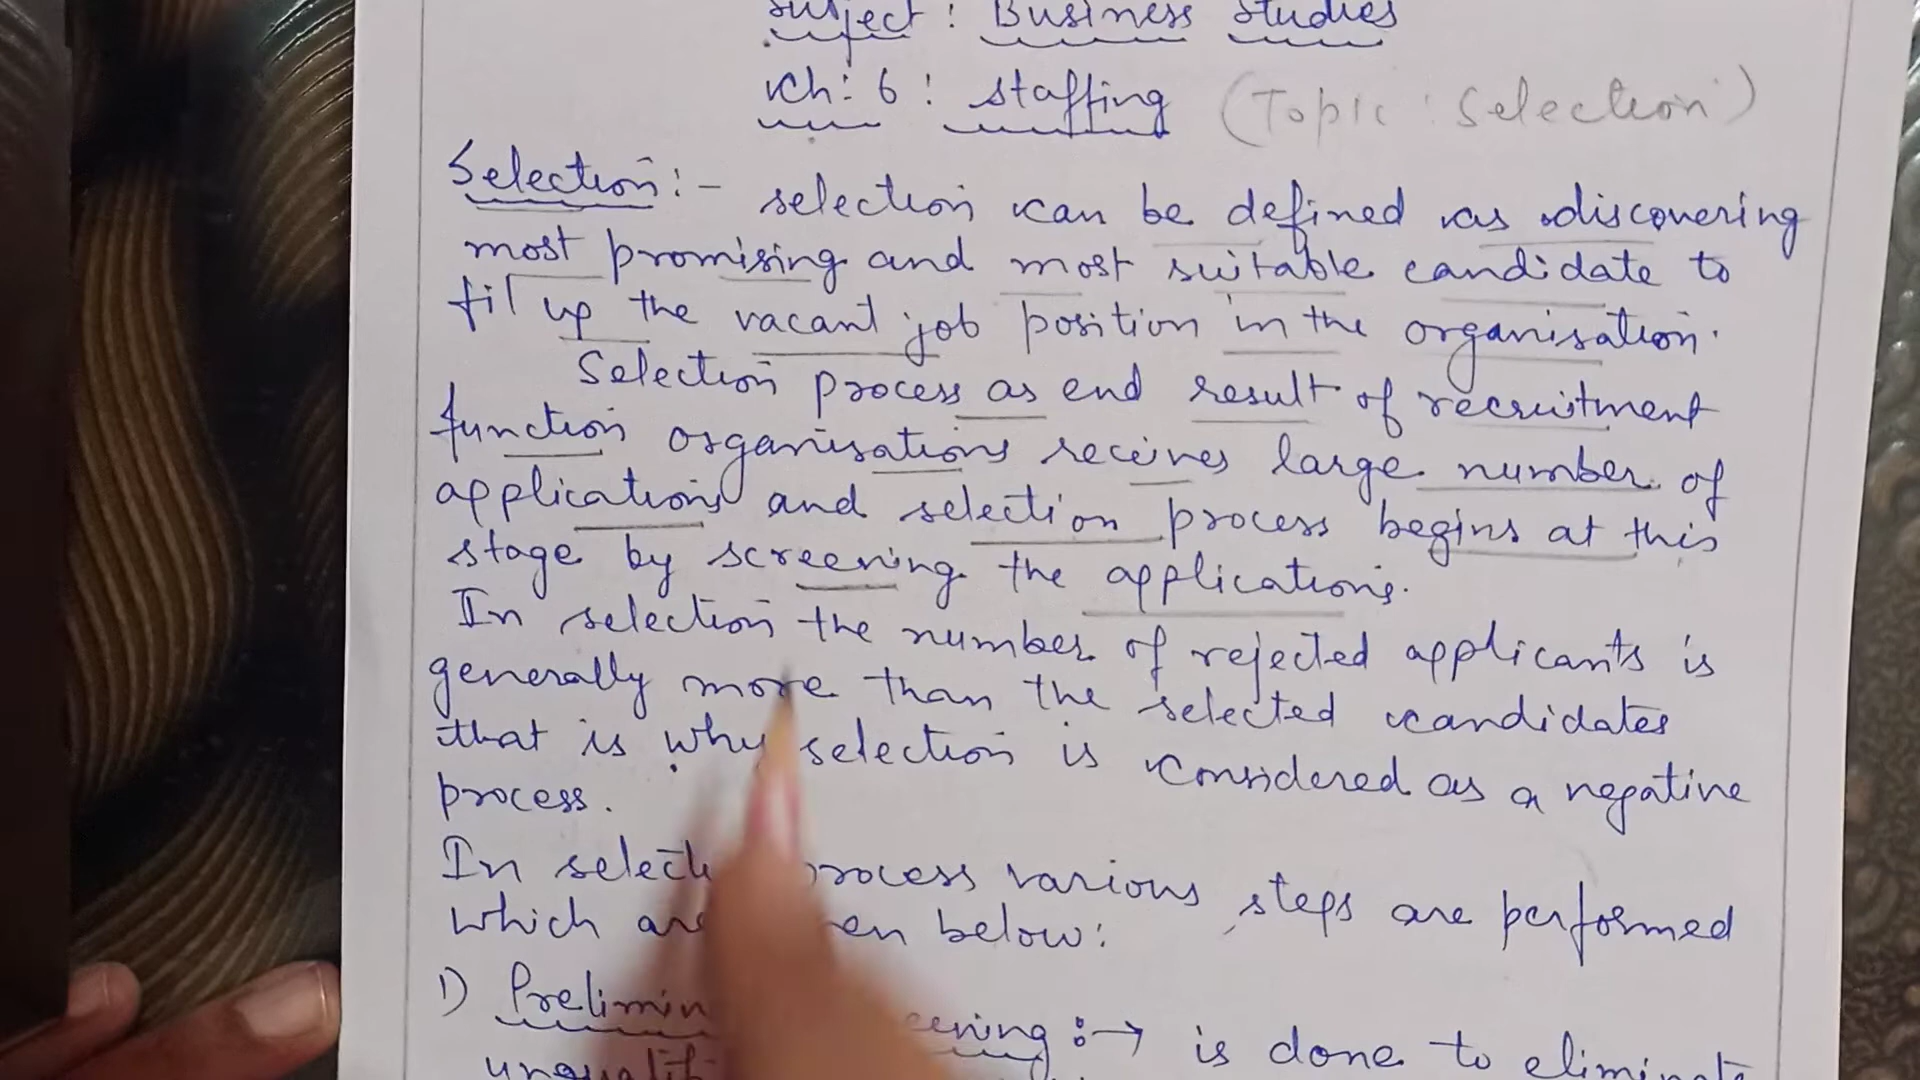 Subject : Business Studies
Ch: 6 : Staffing (Topic : Selection)
Selection :- selection can be defined as discovering
most promising and most suitable candidate to
fil up the vacant job position in the organisation.
Selection process as end result of recruitment
function organisations receives large number of
applications and selection process begins at this
stage by screening the applications.
In selection the number of rejected applicants is
generally more than the selected candidates
that is why selection is considered as a negative
process.
In process various steps are performed
which below:
1) :→ is done to eliminate